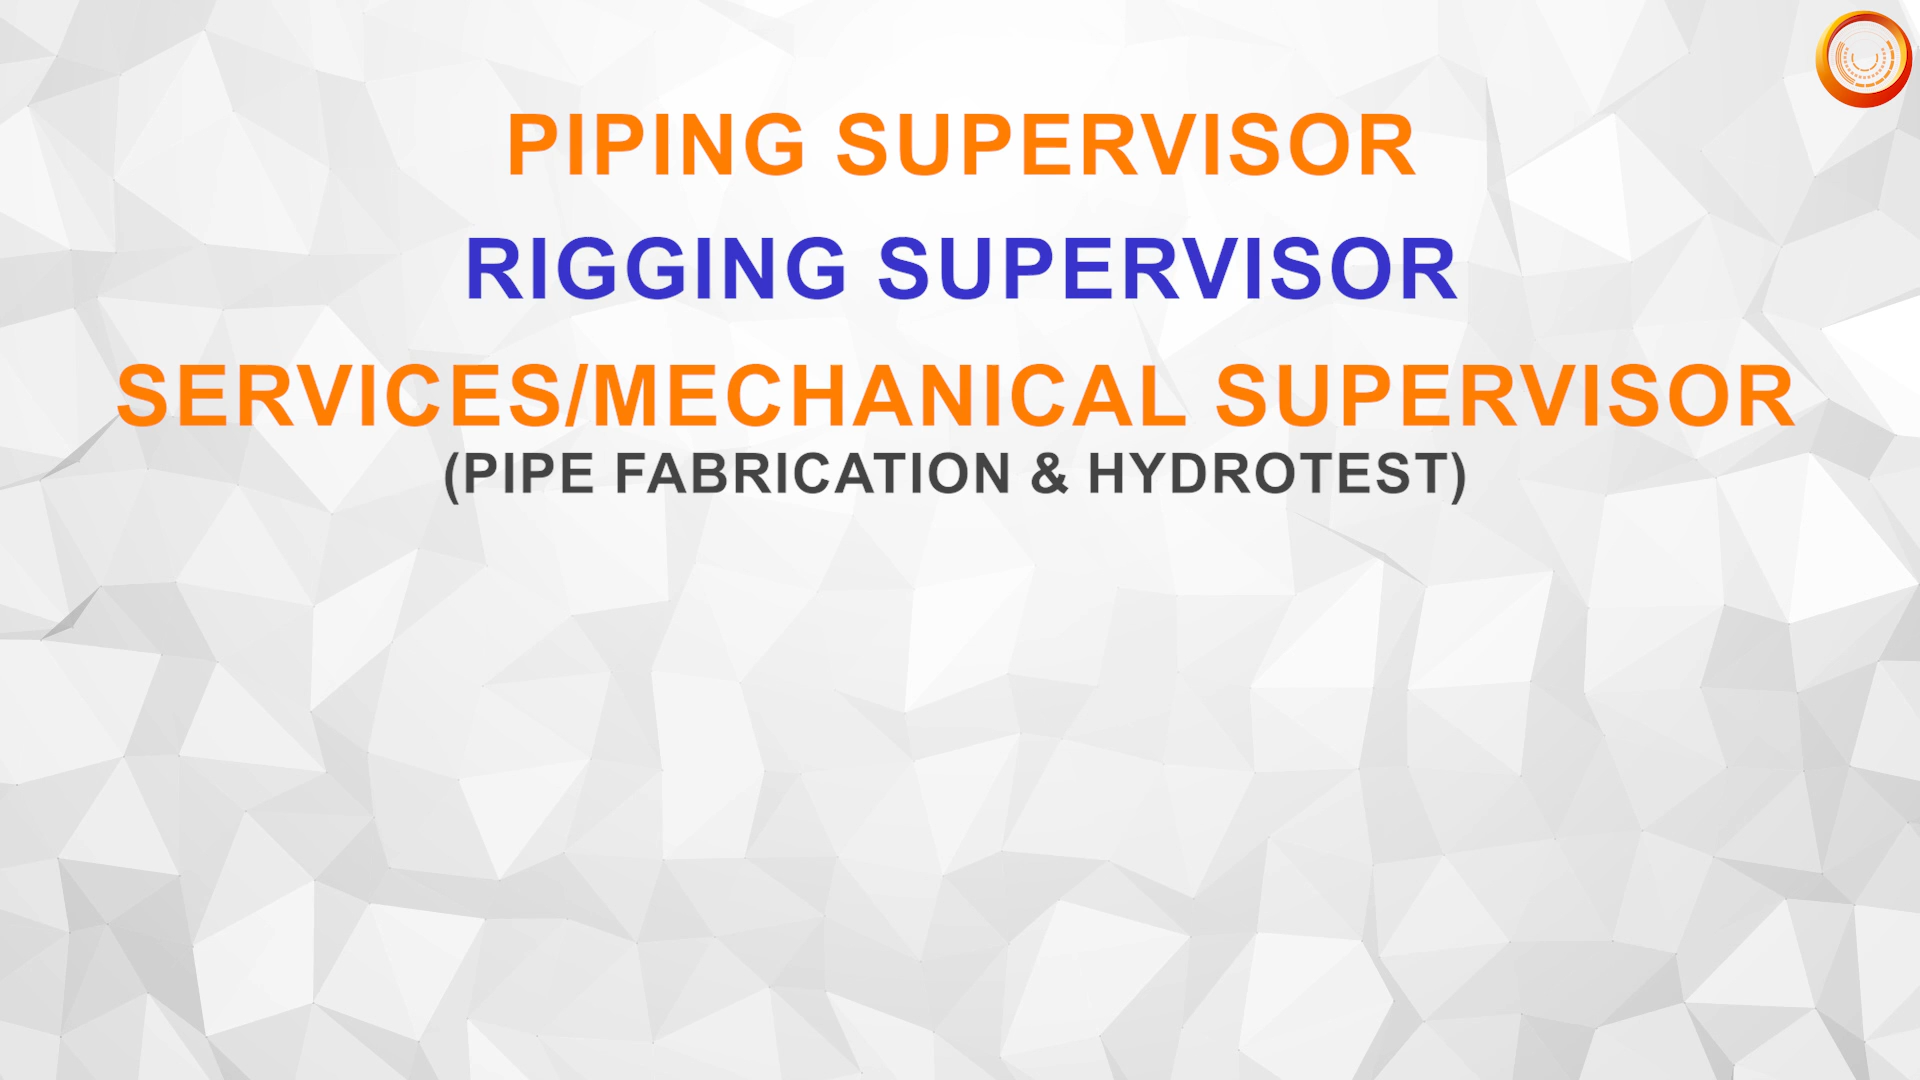 PIPING SUPERVISOR
RIGGING SUPERVISOR
SERVICES/MECHANICAL SUPERVISOR
(PIPE FABRICATION & HYDROTEST)